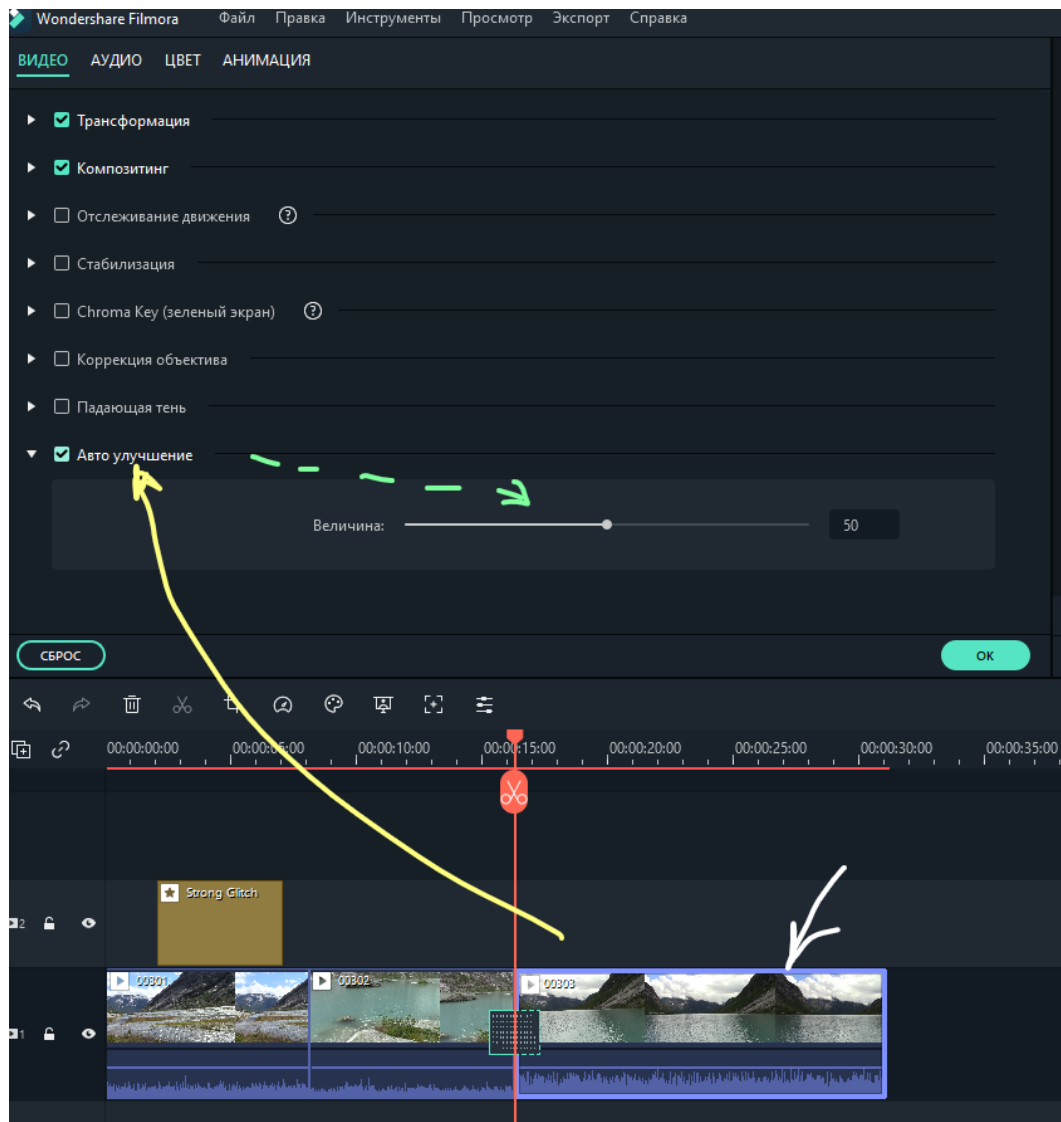 Wondershare Filmora Файл Правка Инструменты Просмотр Экспорт Справка
ВИДЕО АУДИО ЦВЕТ АНИМАЦИЯ
Трансформация
Композитинг
Отслеживание движения ?
Стабилизация
Chroma Key (зеленый экран) ?
Коррекция объектива
Падающая тень
Авто улучшение
Величина: 50
СБРОС OK
00:00:00:00 00:00:05:00 00:00:10:00 00:00:15:00 00:00:20:00 00:00:25:00 00:00:30:00 00:00:35:00
2 Strong Glitch
00301 00302 00303
1